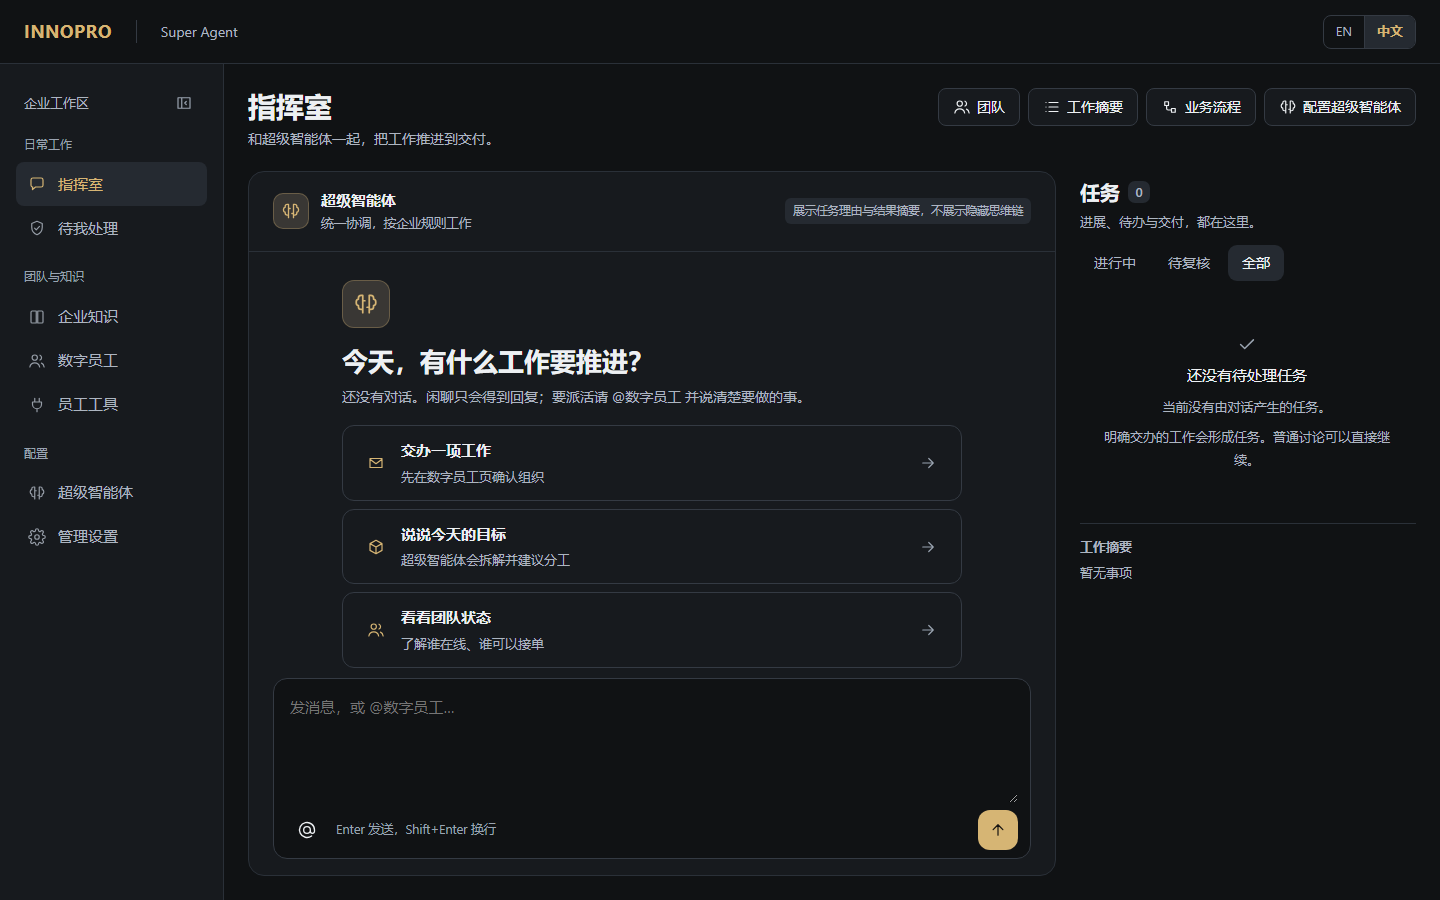 INNOPRO
Super Agent
EN
中文
企业工作区
日常工作
指挥室
待我处理
团队与知识
企业知识
数字员工
员工工具
配置
超级智能体
管理设置
指挥室
和超级智能体一起，把工作推进到交付。
团队
工作摘要
业务流程
配置超级智能体
超级智能体
统一协调，按企业规则工作
展示任务理由与结果摘要，不展示隐藏思维链
今天，有什么工作要推进？
还没有对话。闲聊只会得到回复；要派活请 @数字员工 并说清楚要做的事。
交办一项工作
先在数字员工页确认组织
说说今天的目标
超级智能体会拆解并建议分工
看看团队状态
了解谁在线、谁可以接单
发消息，或 @数字员工...
Enter 发送，Shift+Enter 换行
任务 0
进展、待办与交付，都在这里。
进行中
待复核
全部
还没有待处理任务
当前没有由对话产生的任务。
明确交办的工作会形成任务。普通讨论可以直接继
续。
工作摘要
暂无事项